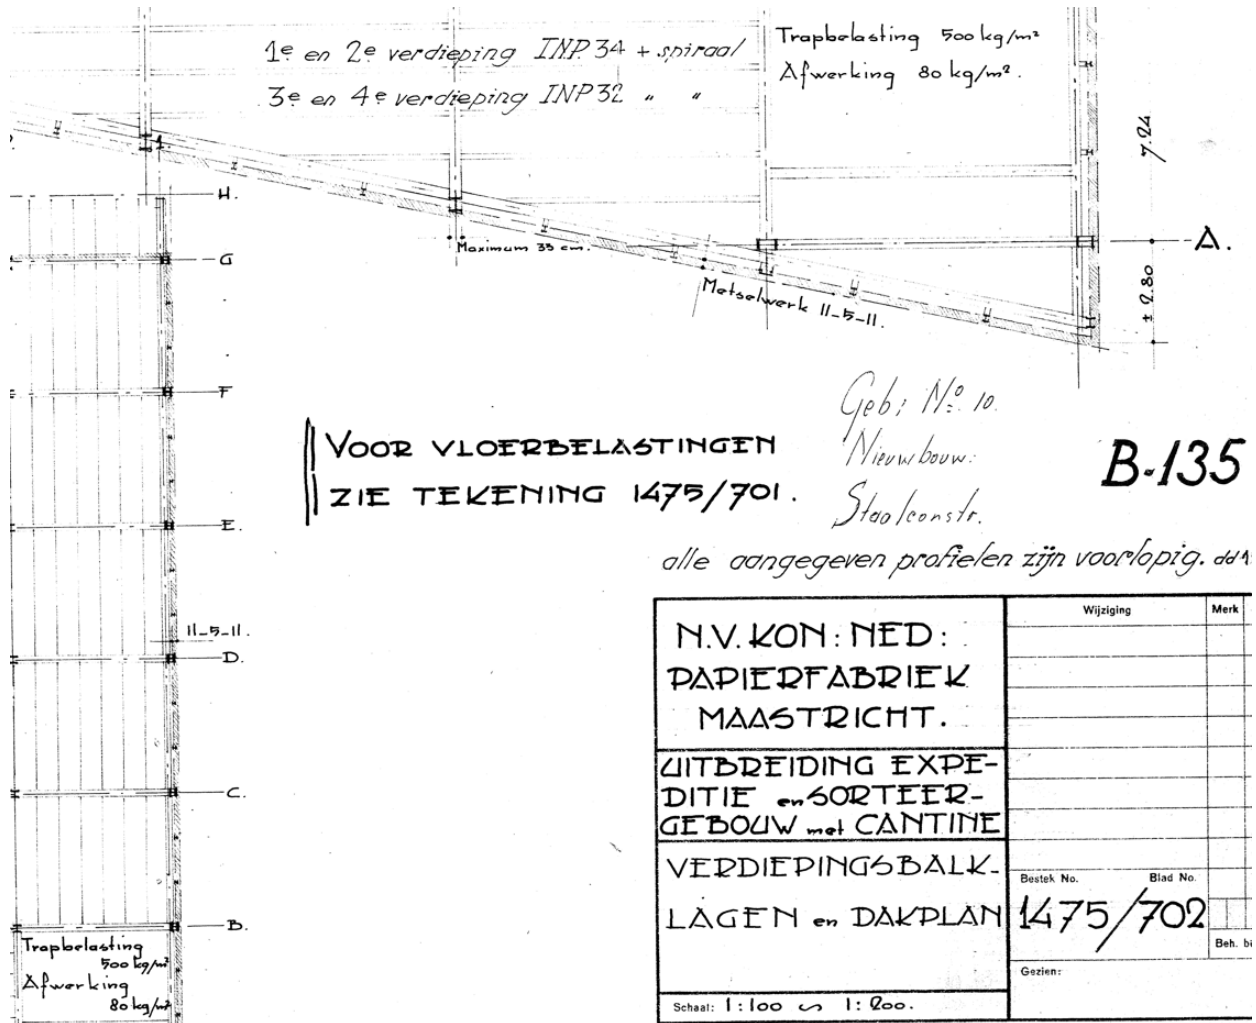 1e en 2e verdieping INP.34 + spiraal
3e en 4e verdieping INP32 " "
Trapbelasting 500 kg/m²
Afwerking 80 kg/m².
7.24
1.
H.
G
Maximum 33 cm.
A.
± 2.80
Metselwerk 11-5-11.
F
Geb: No. 10.
Nieuwbouw:
Staalconstr.
VOOR VLOERBELASTINGEN
ZIE TEKENING 1475/701.
B-135
E.
alle aangegeven profielen zijn voorlopig.
11-5-11.
D.
C.
B.
Trapbelasting
500 kg/m²
Afwerking
80 kg/m²
N.V. KON: NED:
PAPIERFABRIEK
MAASTRICHT.
UITBREIDING EXPE-
DITIE en SORTEER-
GEBOUW met CANTINE
VERDIEPINGSBALK-
LAGEN en DAKPLAN
Schaal: 1:100 en 1:200.
Wijziging
Merk
Bestek No. Blad No.
1475/702
Beh.
Gezien: